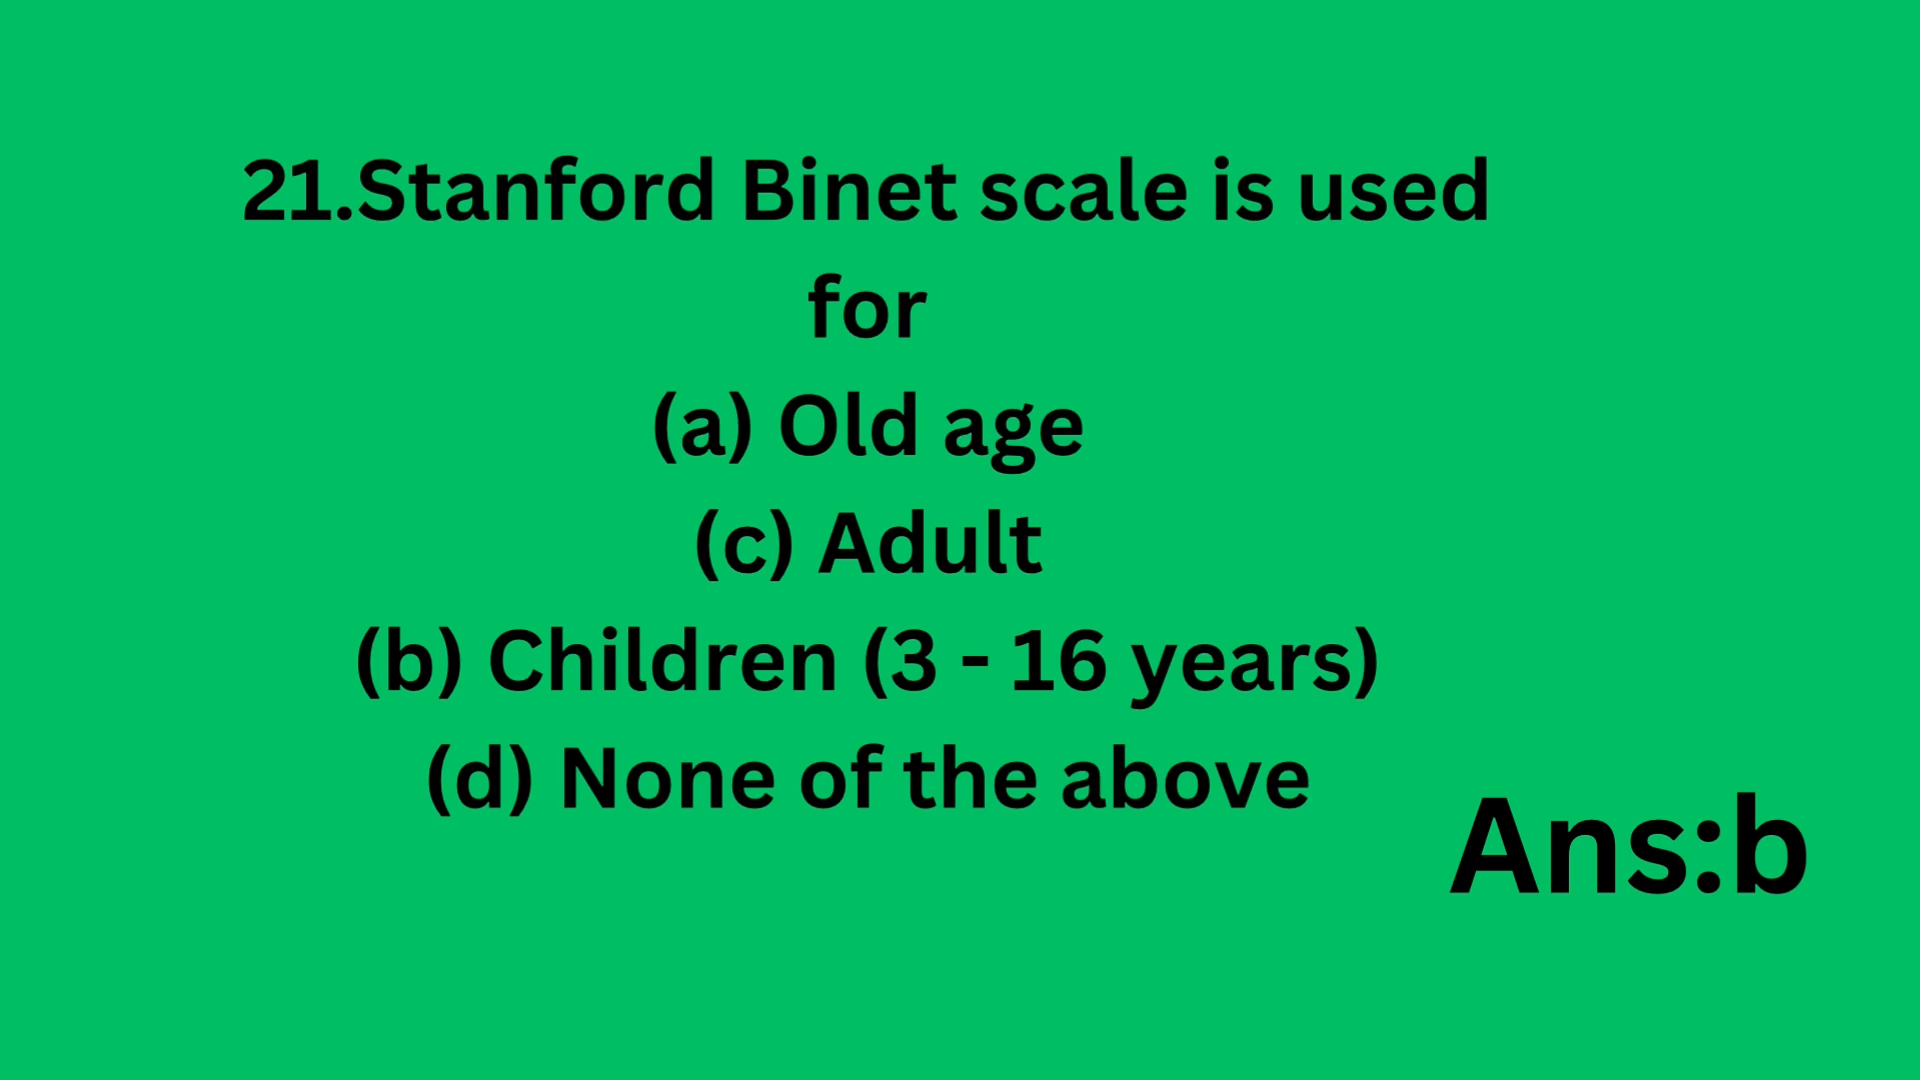 21.Stanford Binet scale is used
for
(a) Old age
(c) Adult
(b) Children (3 - 16 years)
(d) None of the above
Ans:b